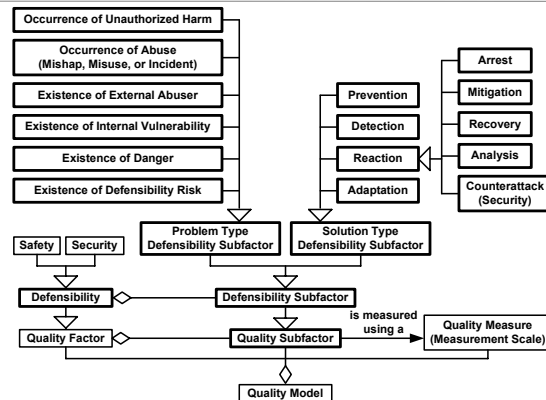 Occurrence of Unauthorized Harm
Occurrence of Abuse
(Mishap, Misuse, or Incident)
Existence of External Abuser
Existence of Internal Vulnerability
Existence of Danger
Existence of Defensibility Risk
Prevention
Detection
Reaction
Adaptation
Arrest
Mitigation
Recovery
Analysis
Counterattack
(Security)
Problem Type
Defensibility Subfactor
Solution Type
Defensibility Subfactor
Safety
Security
Defensibility
Defensibility Subfactor
Quality Factor
Quality Subfactor
is measured
using a
Quality Measure
(Measurement Scale)
Quality Model